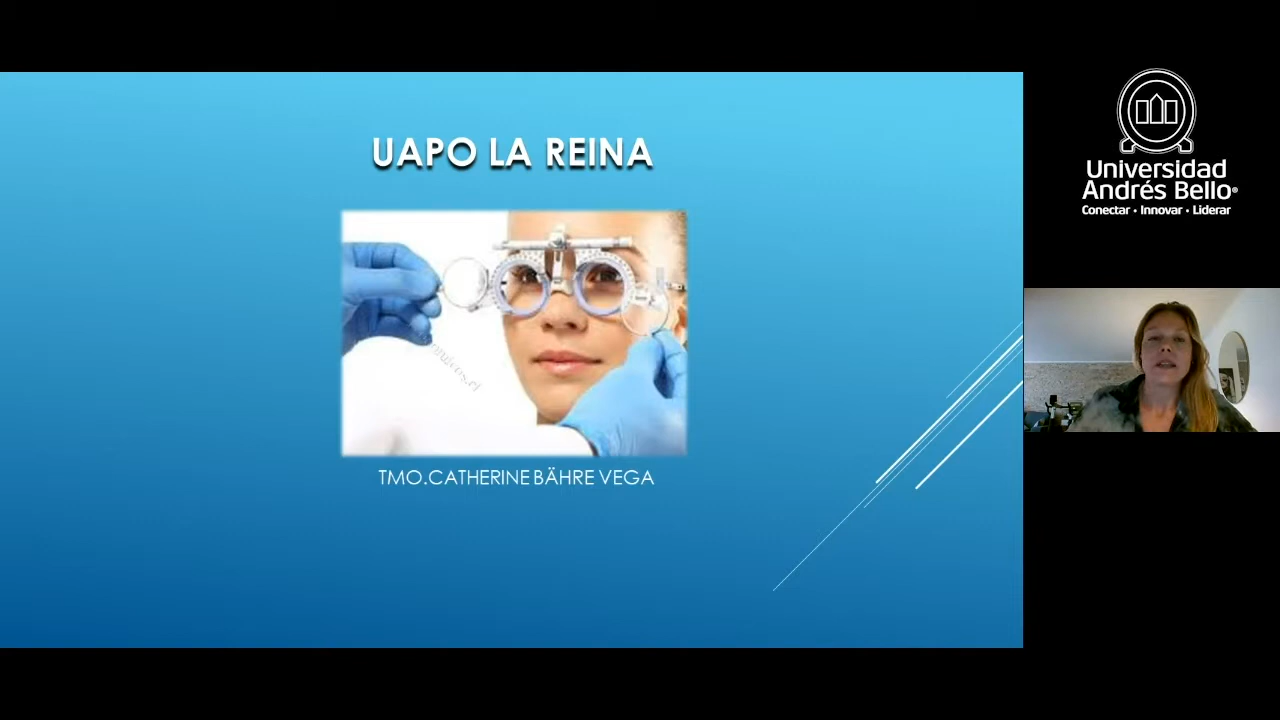 UAPO LA REINA
TMO.CATHERINE BÄHRE VEGA
Universidad
Andrés Bello®
Conectar • Innovar • Liderar